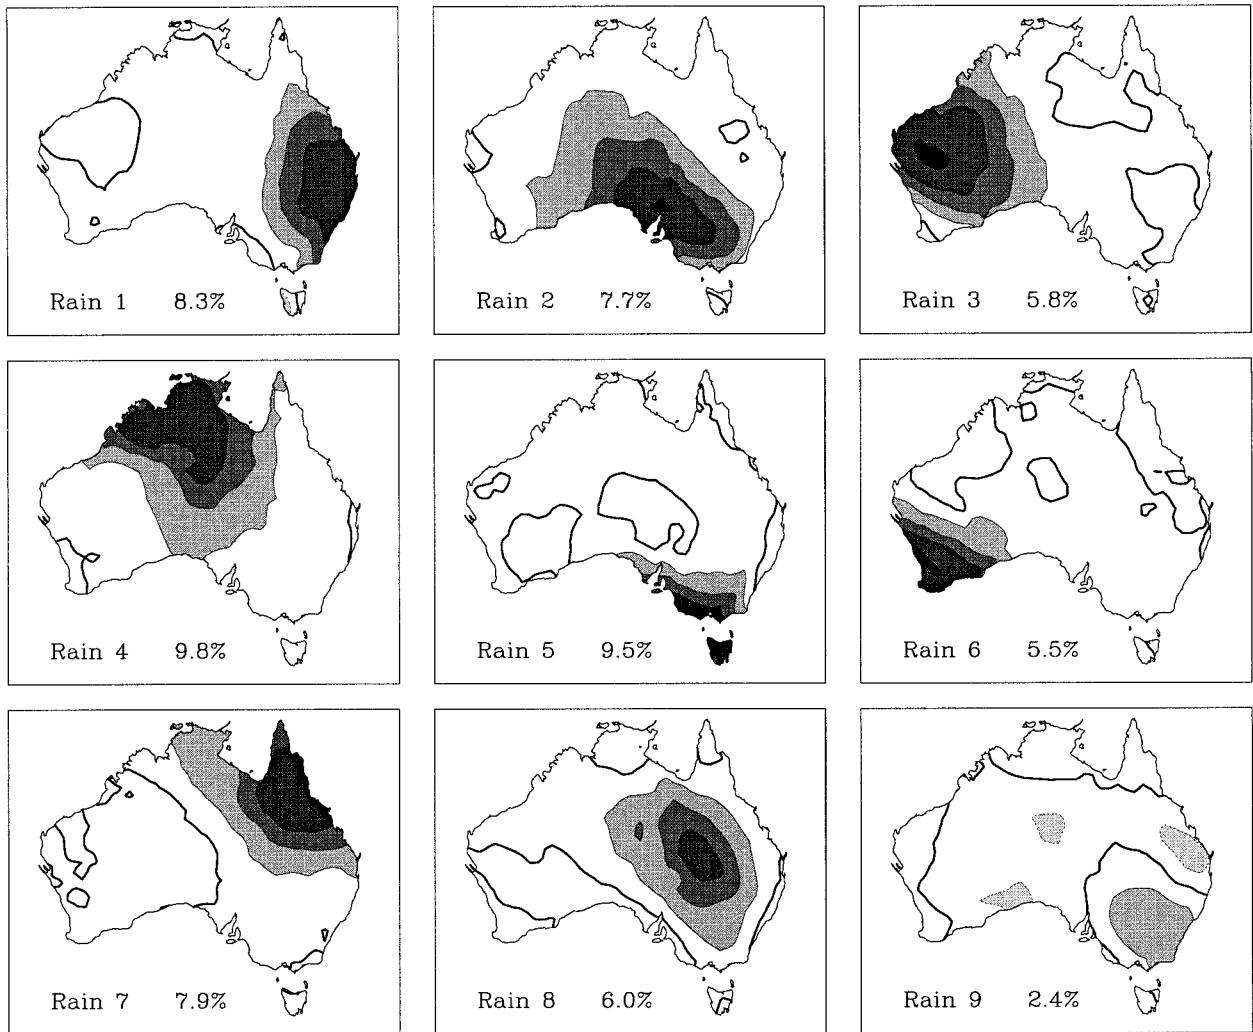 Rain 1 8.3%
Rain 2 7.7%
Rain 3 5.8%
Rain 4 9.8%
Rain 5 9.5%
Rain 6 5.5%
Rain 7 7.9%
Rain 8 6.0%
Rain 9 2.4%